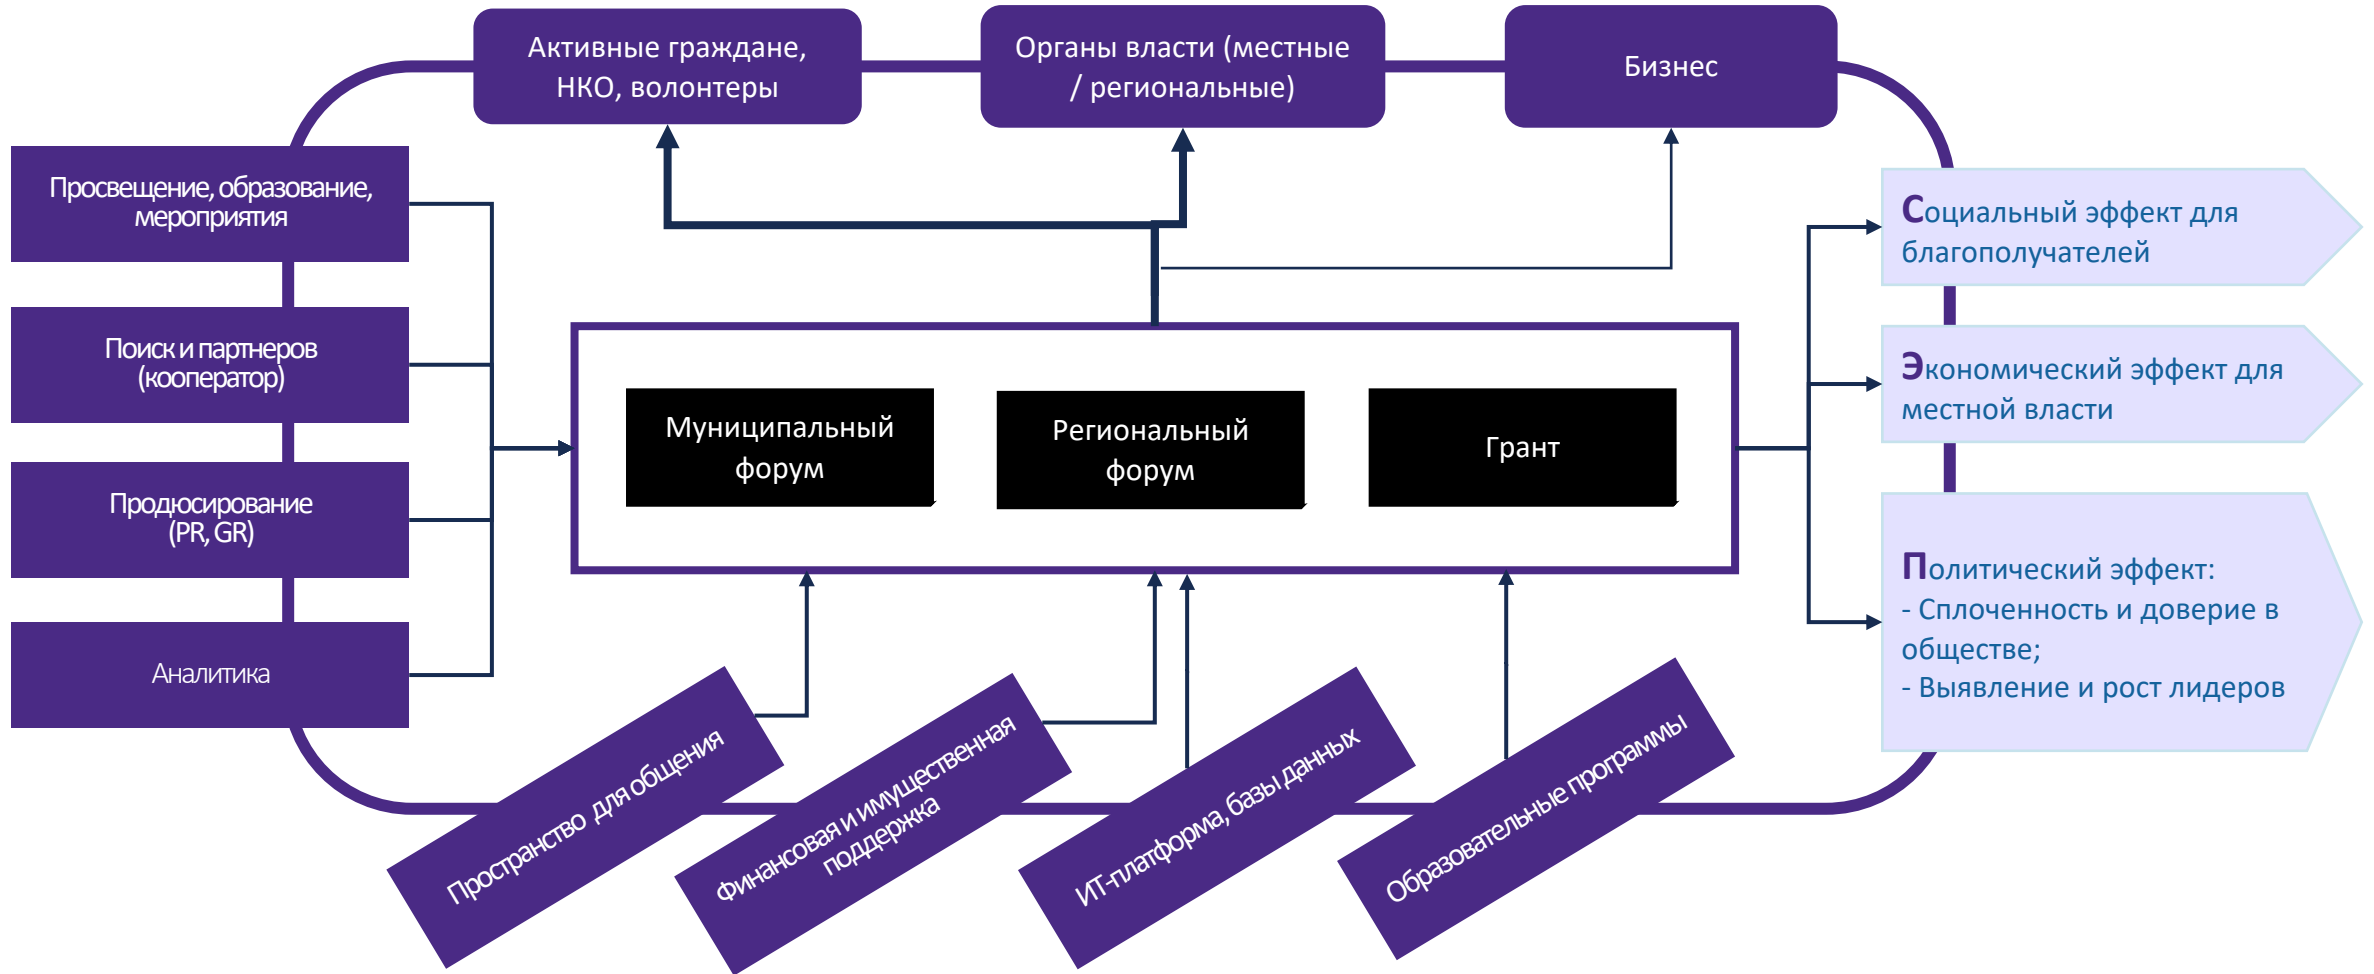 Активные граждане,
НКО, волонтеры
Органы власти (местные
/ региональные)
Бизнес
Просвещение, образование,
мероприятия
Поиск и партнеров
(кооператор)
Продюсирование
(PR, GR)
Аналитика
Муниципальный
форум
Региональный
форум
Грант
Социальный эффект для
благополучателей
Экономический эффект для
местной власти
Политический эффект:
- Сплоченность и доверие в
обществе;
- Выявление и рост лидеров
Пространство для общения
Финансовая и имущественная
поддержка
ИТ-платформа, базы данных
Образовательные программы